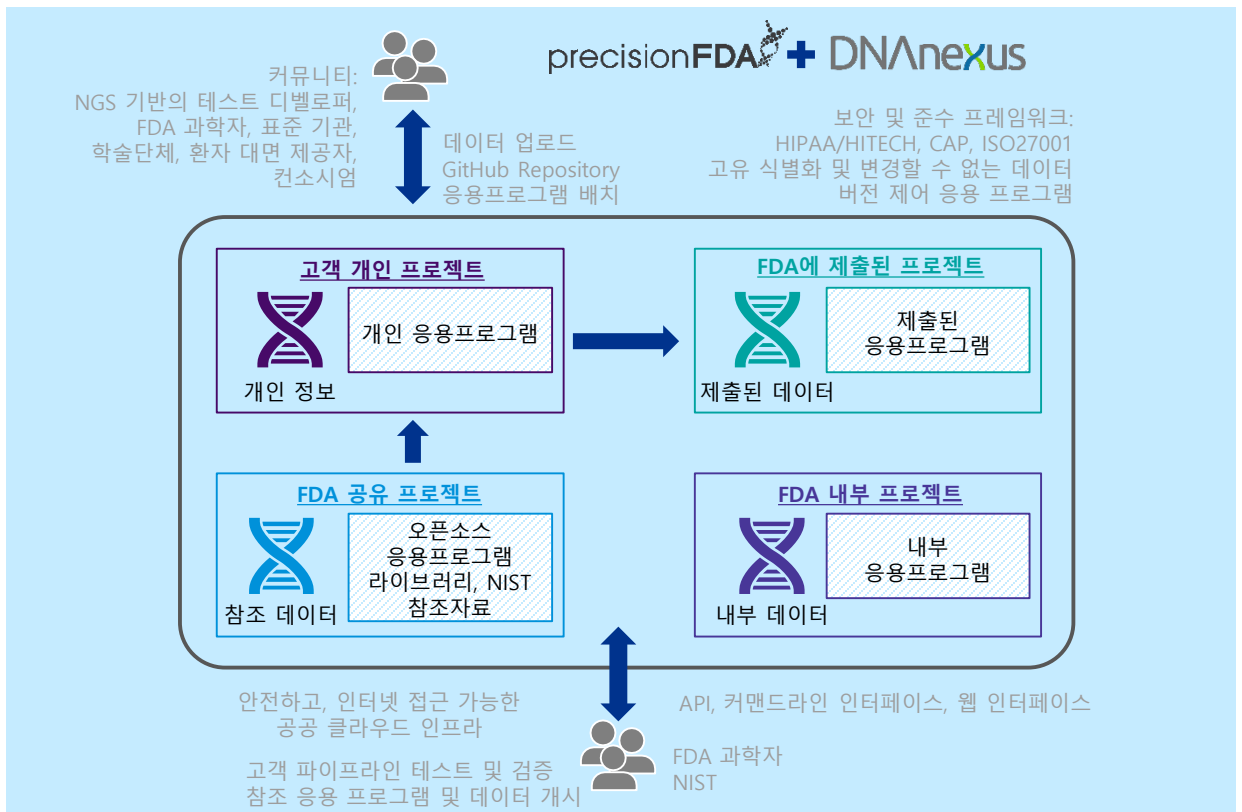 precisionFDA + DNAnexus
커뮤니티:
NGS 기반의 테스트 디벨로퍼,
FDA 과학자, 표준 기관,
학술단체, 환자 대면 제공자,
컨소시엄
데이터 업로드
GitHub Repository
응용프로그램 배치
보안 및 준수 프레임워크:
HIPAA/HITECH, CAP, ISO27001
고유 식별화 및 변경할 수 없는 데이터
버전 제어 응용 프로그램
고객 개인 프로젝트
개인 응용프로그램
개인 정보
FDA에 제출된 프로젝트
제출된
응용프로그램
제출된 데이터
FDA 공유 프로젝트
오픈소스
응용프로그램
라이브러리, NIST
참조자료
참조 데이터
FDA 내부 프로젝트
내부
응용프로그램
내부 데이터
안전하고, 인터넷 접근 가능한
공공 클라우드 인프라
API, 커맨드라인 인터페이스, 웹 인터페이스
고객 파이프라인 테스트 및 검증
참조 응용 프로그램 및 데이터 개시
FDA 과학자
NIST